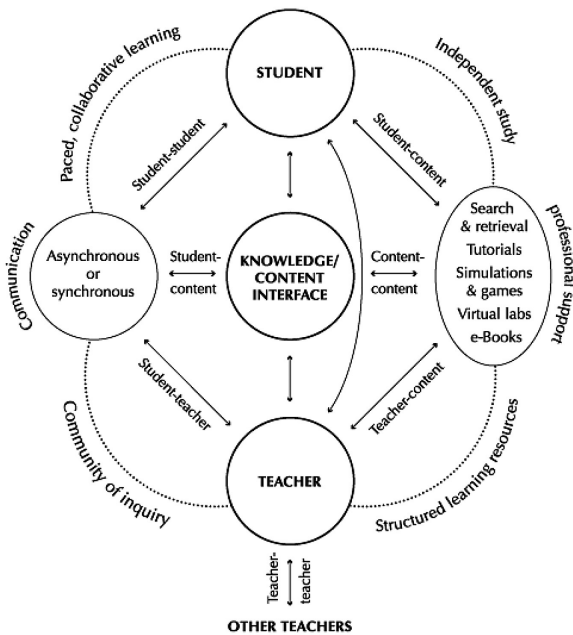 STUDENT
Paced, collaborative learning
Independent study
Student-student
Student-content
Communication
Asynchronous
or
synchronous
Student-
content
KNOWLEDGE/
CONTENT
INTERFACE
Content-
content
Search
& retrieval
Tutorials
Simulations
& games
Virtual labs
e-Books
professional support
Student-teacher
Teacher-content
Community of inquiry
Structured learning resources
TEACHER
Teacher-
teacher
OTHER TEACHERS